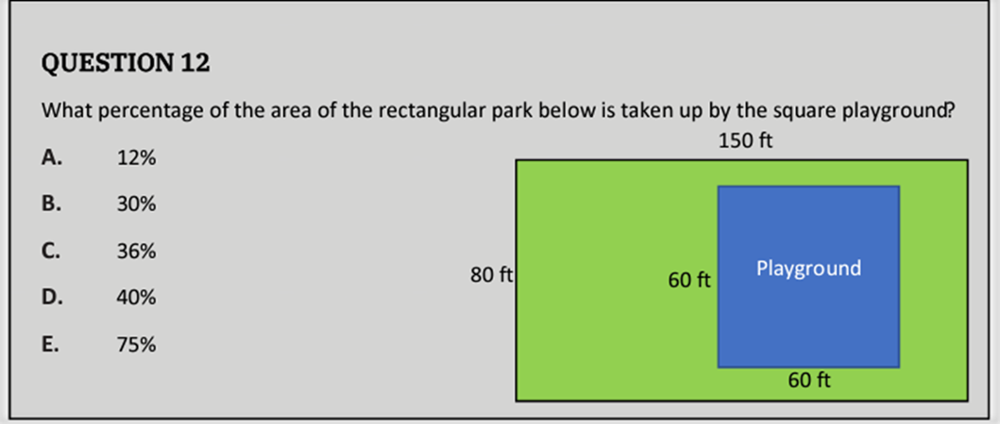 QUESTION 12
What percentage of the area of the rectangular park below is taken up by the square playground?
A. 12%
B. 30%
C. 36%
D. 40%
E. 75%
150 ft
80 ft
60 ft
Playground
60 ft